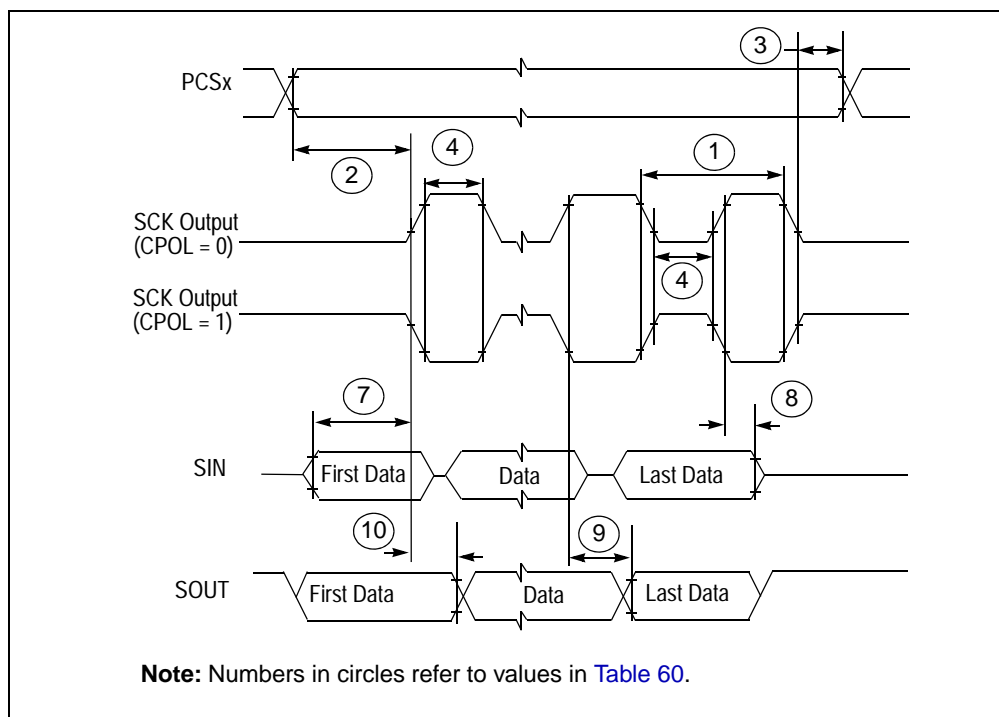 3
PCSx
2
4
1
SCK Output
(CPOL = 0)
4
SCK Output
(CPOL = 1)
7
8
SIN
First Data
Data
Last Data
10
9
SOUT
First Data
Data
Last Data
Note: Numbers in circles refer to values in Table 60.